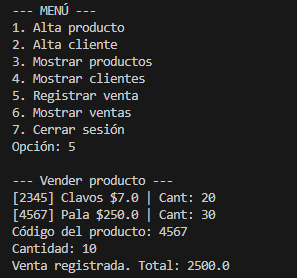 --- MENÚ ---
1. Alta producto
2. Alta cliente
3. Mostrar productos
4. Mostrar clientes
5. Registrar venta
6. Mostrar ventas
7. Cerrar sesión
Opción: 5

--- Vender producto ---
[2345] Clavos $7.0 | Cant: 20
[4567] Pala $250.0 | Cant: 30
Código del producto: 4567
Cantidad: 10
Venta registrada. Total: 2500.0